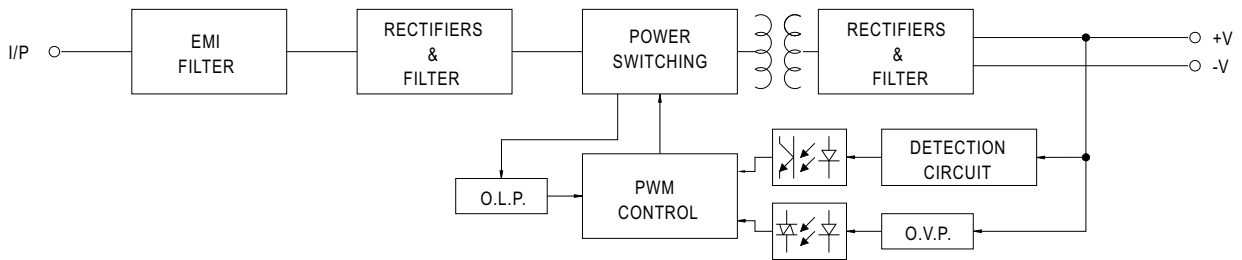 I/P
EMI
FILTER
RECTIFIERS
&
FILTER
POWER
SWITCHING
RECTIFIERS
&
FILTER
+V
-V
O.L.P.
PWM
CONTROL
DETECTION
CIRCUIT
O.V.P.